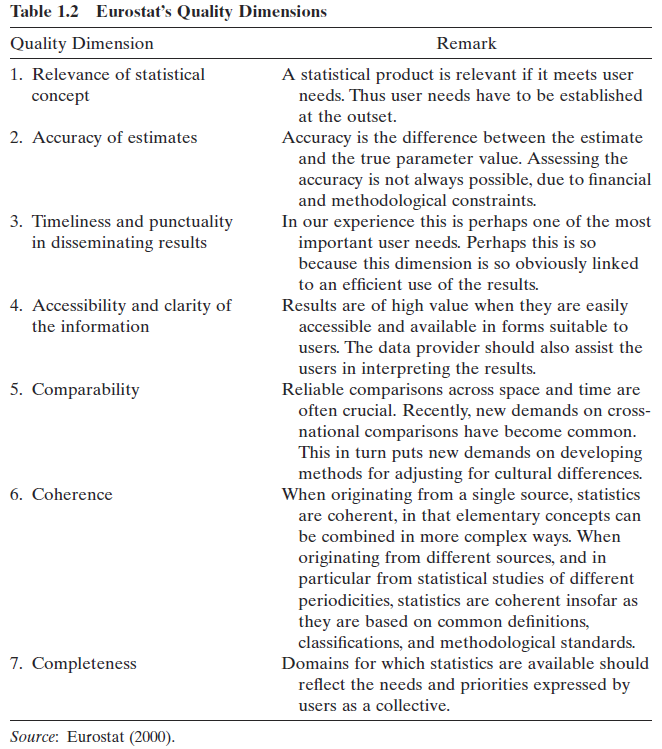 Table 1.2 Eurostat's Quality Dimensions
Quality Dimension Remark
1. Relevance of statistical A statistical product is relevant if it meets user
concept needs. Thus user needs have to be established
at the outset.
2. Accuracy of estimates Accuracy is the difference between the estimate
and the true parameter value. Assessing the
accuracy is not always possible, due to financial
and methodological constraints.
3. Timeliness and punctuality In our experience this is perhaps one of the most
in disseminating results important user needs. Perhaps this is so
because this dimension is so obviously linked
to an efficient use of the results.
4. Accessibility and clarity of Results are of high value when they are easily
the information accessible and available in forms suitable to
users. The data provider should also assist the
users in interpreting the results.
5. Comparability Reliable comparisons across space and time are
often crucial. Recently, new demands on cross-
national comparisons have become common.
This in turn puts new demands on developing
methods for adjusting for cultural differences.
6. Coherence When originating from a single source, statistics
are coherent, in that elementary concepts can
be combined in more complex ways. When
originating from different sources, and in
particular from statistical studies of different
periodicities, statistics are coherent insofar as
they are based on common definitions,
classifications, and methodological standards.
7. Completeness Domains for which statistics are available should
reflect the needs and priorities expressed by
users as a collective.
Source: Eurostat (2000).